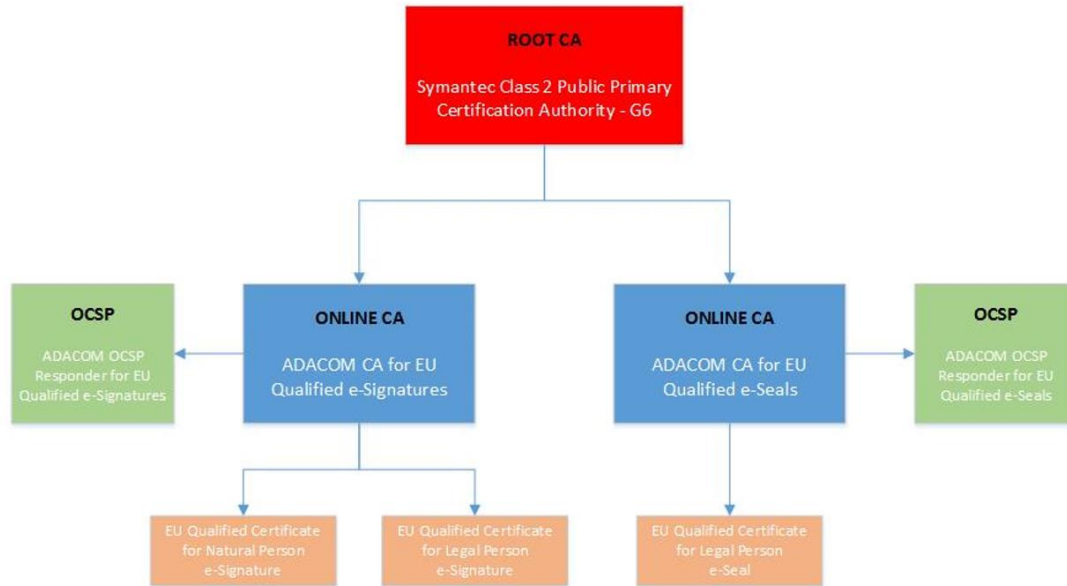 ROOT CA
Symantec Class 2 Public Primary
Certification Authority - G6
OCSP
ADACOM OCSP
Responder for EU
Qualified e-Signatures
ONLINE CA
ADACOM CA for EU
Qualified e-Signatures
ONLINE CA
ADACOM CA for EU
Qualified e-Seals
OCSP
ADACOM OCSP
Responder for EU
Qualified e-Seals
EU Qualified Certificate
for Natural Person
e-Signature
EU Qualified Certificate
for Legal Person
e-Signature
EU Qualified Certificate
for Legal Person
e-Seal